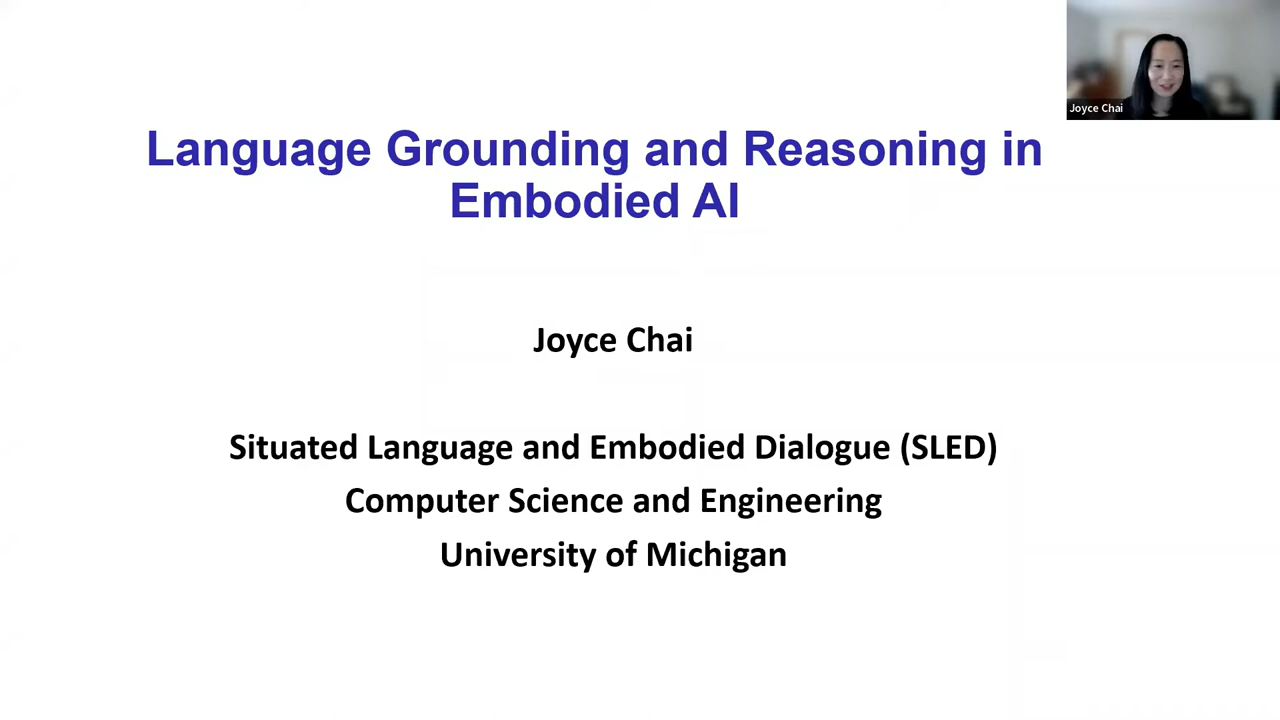 Language Grounding and Reasoning in
Embodied AI
Joyce Chai
Joyce Chai
Situated Language and Embodied Dialogue (SLED)
Computer Science and Engineering
University of Michigan